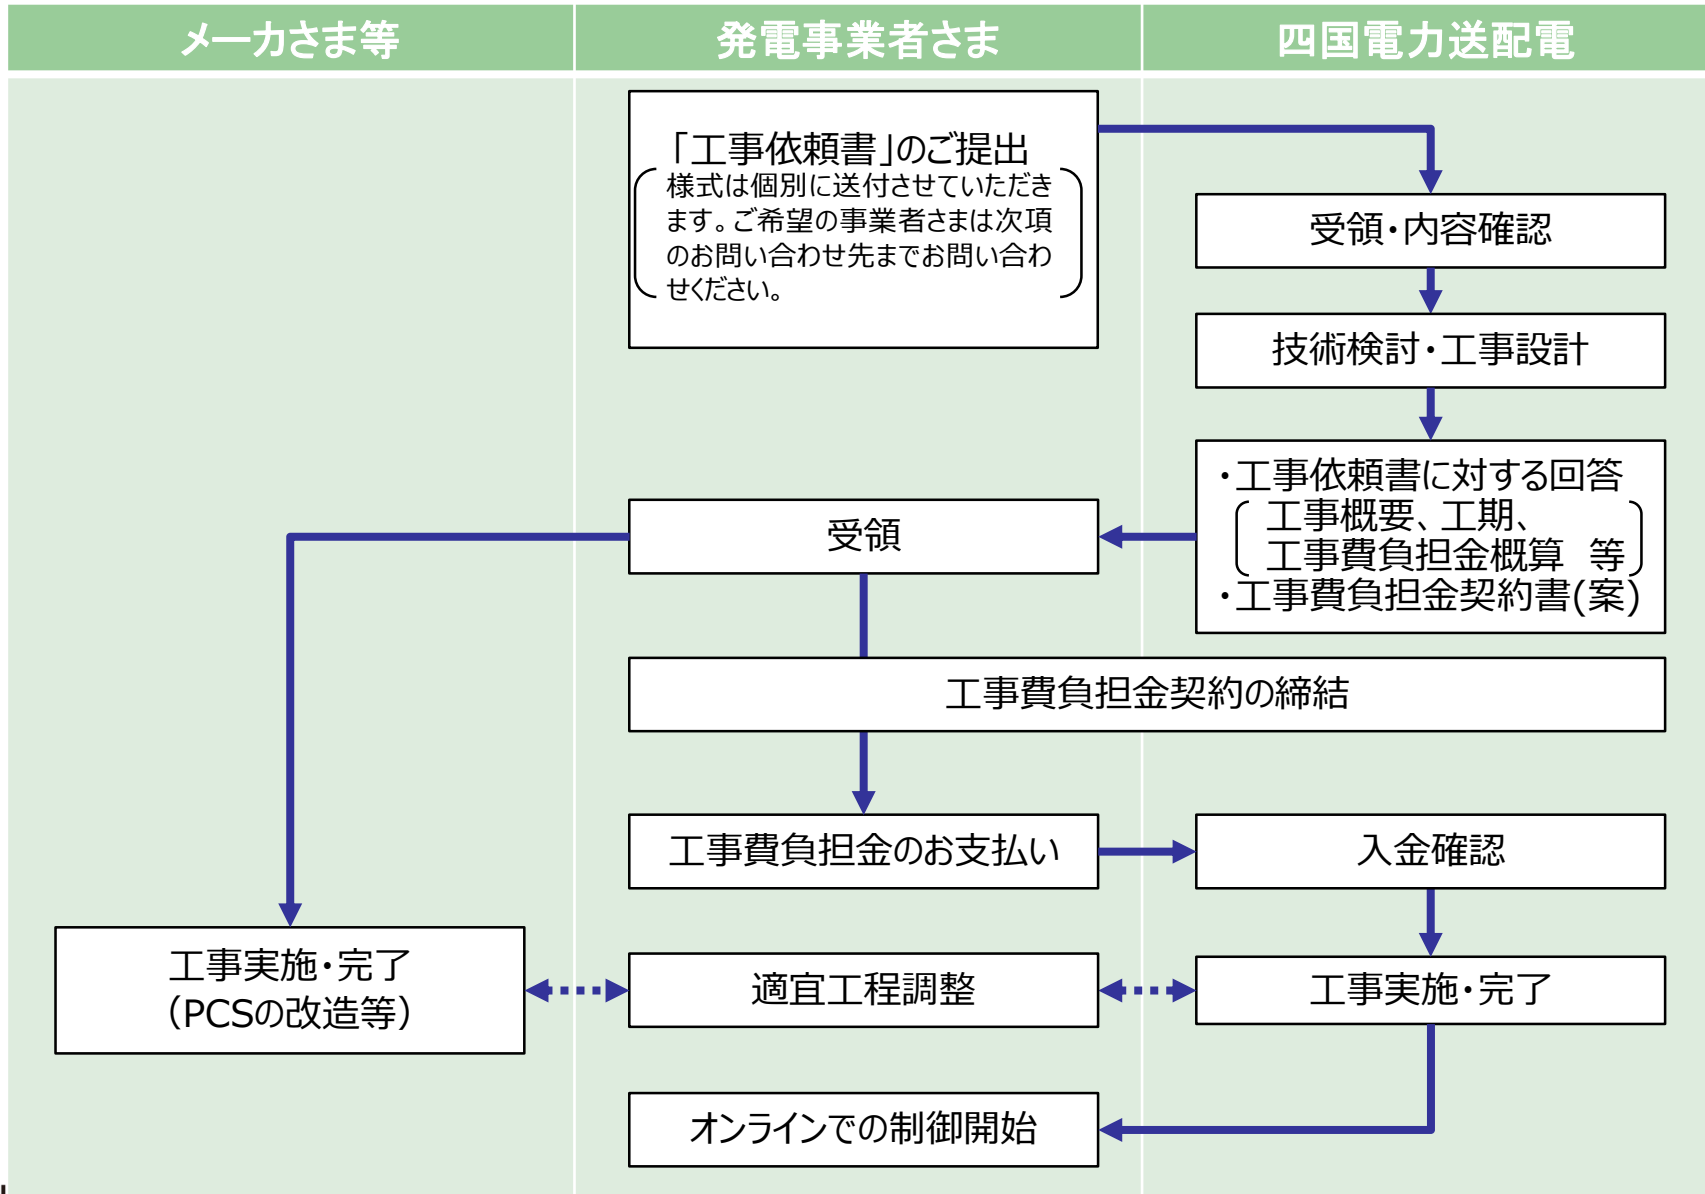 メーカさま等
発電事業者さま
四国電力送配電
「工事依頼書」のご提出
様式は個別に送付させていただき
ます。ご希望の事業者さまは次項
のお問い合わせ先までお問い合わ
せください。
受領・内容確認
技術検討・工事設計
・工事依頼書に対する回答
工事概要、工期、
工事費負担金概算 等
・工事費負担金契約書(案)
受領
工事費負担金契約の締結
工事費負担金のお支払い
入金確認
工事実施・完了
（PCSの改造等）
適宜工程調整
工事実施・完了
オンラインでの制御開始